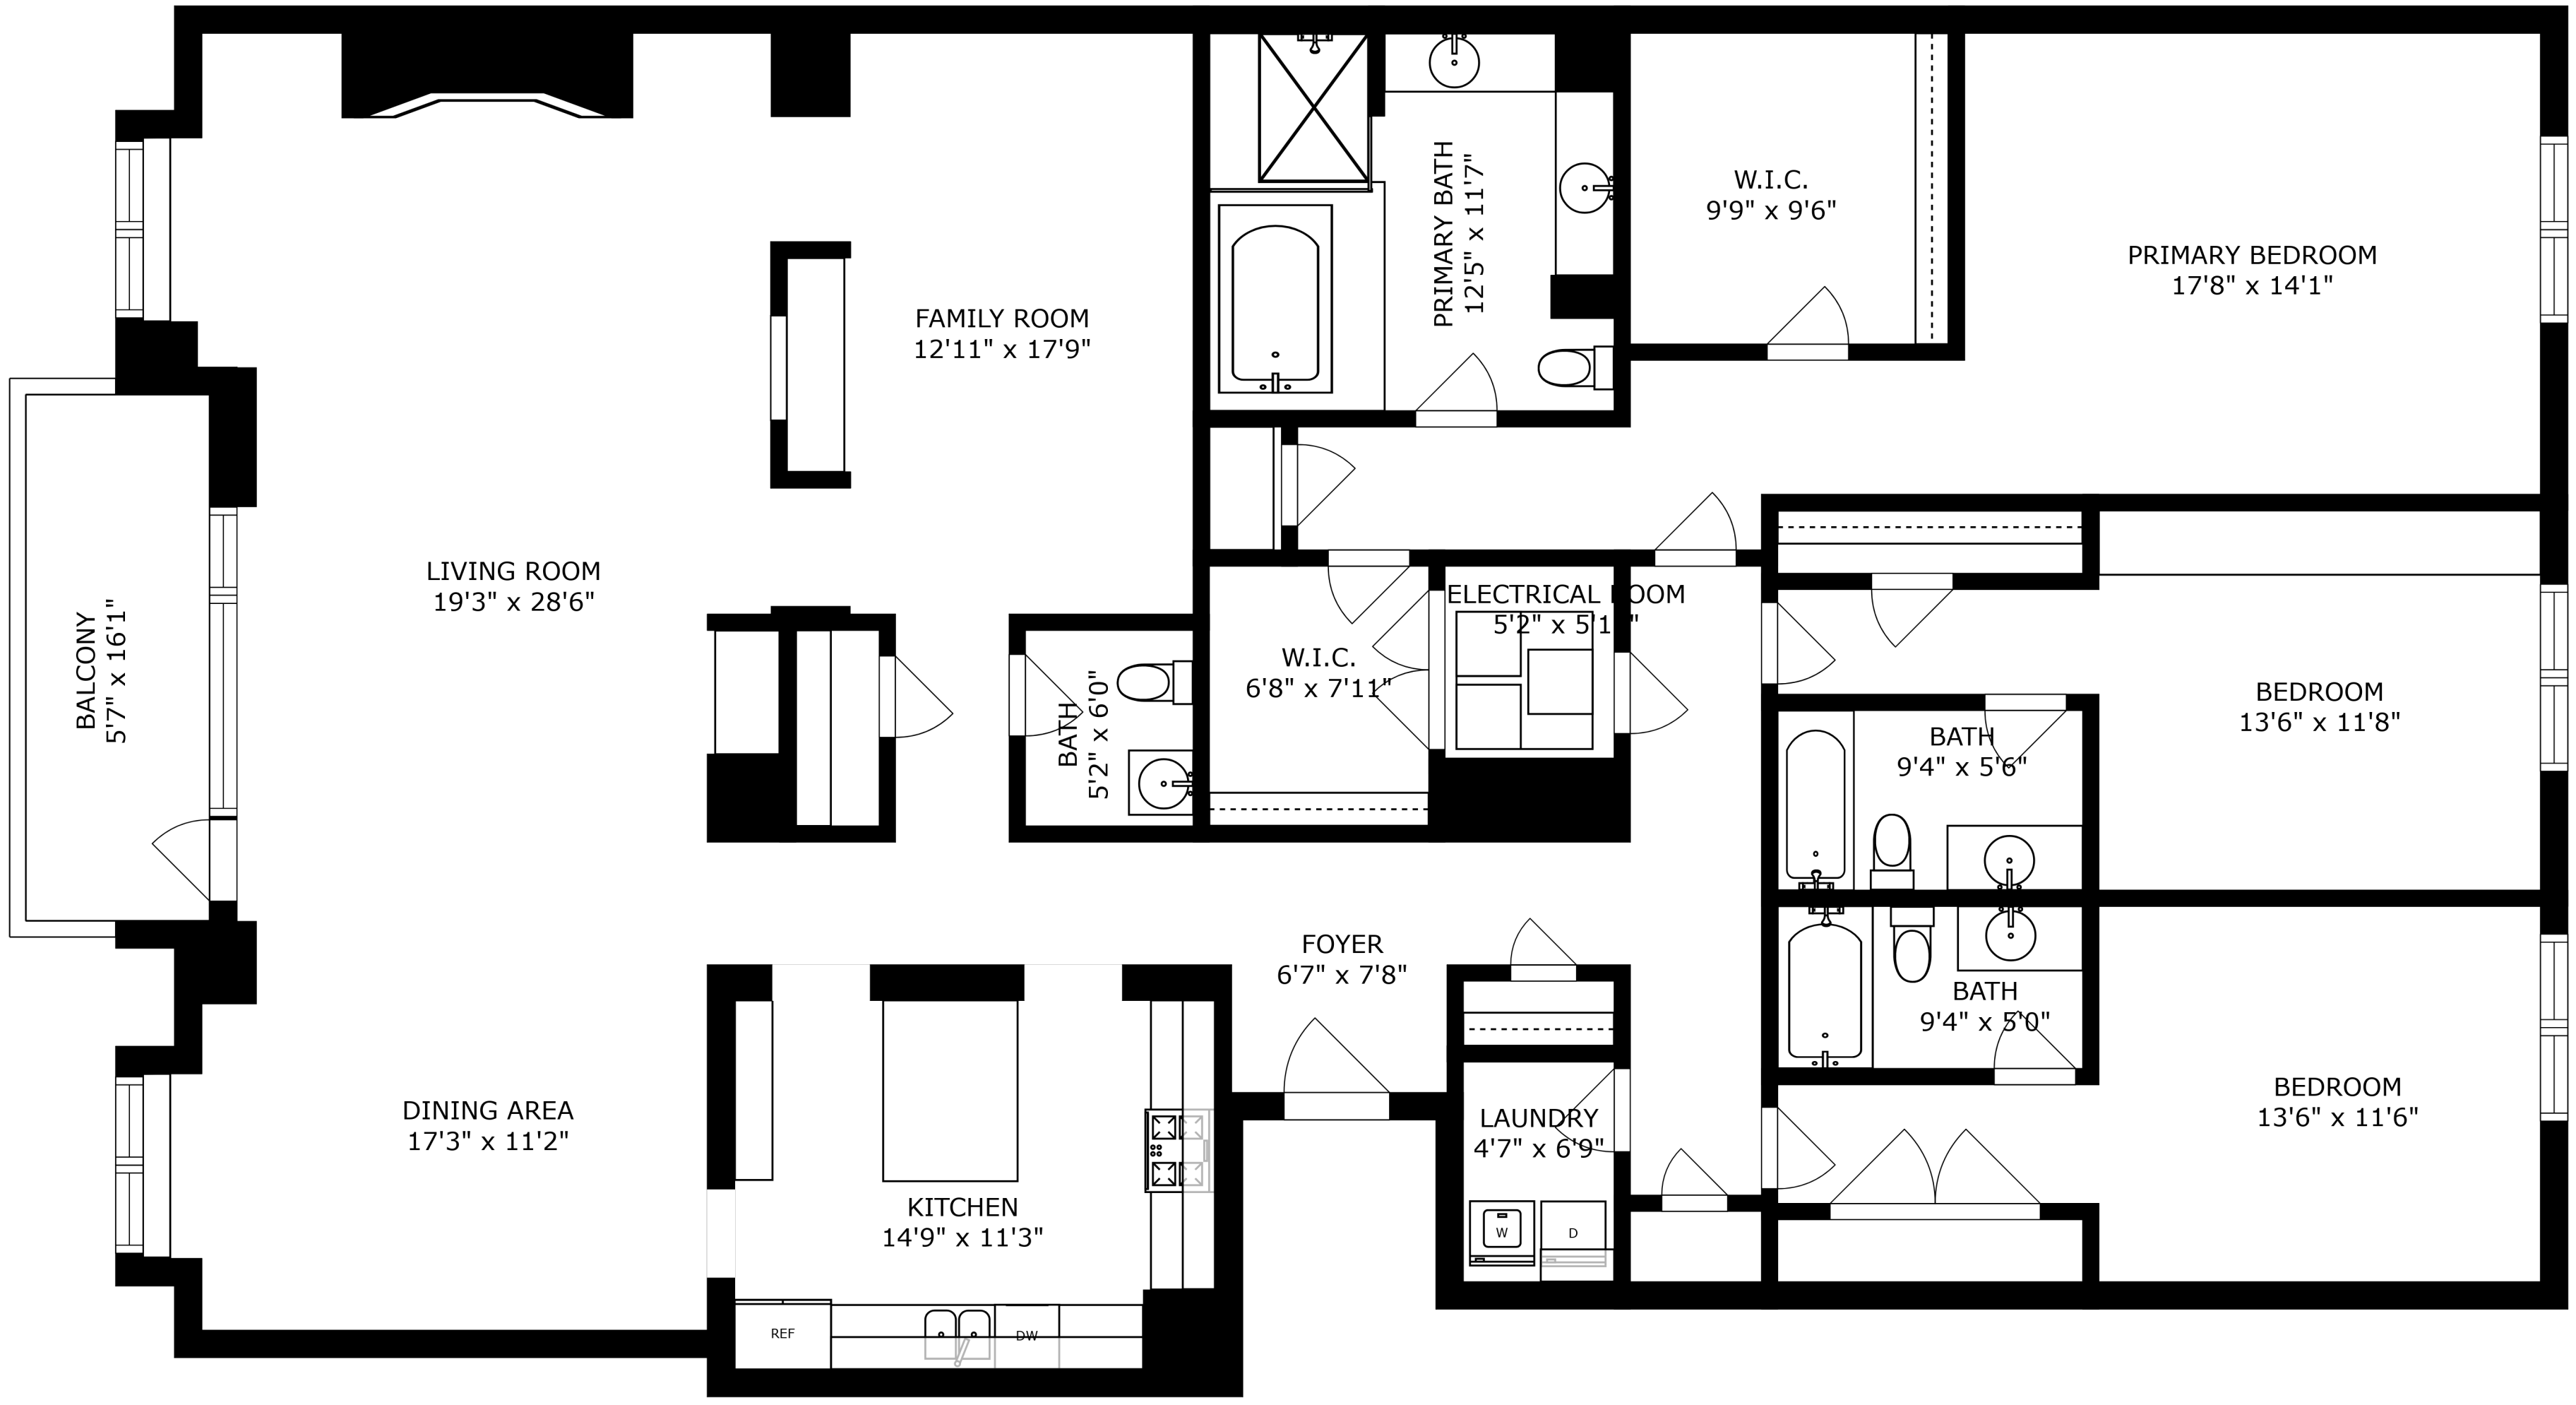 PRIMARY BATH
12'5" x 11'7"
W.I.C.
9'9" x 9'6"
PRIMARY BEDROOM
17'8" x 14'1"
FAMILY ROOM
12'11" x 17'9"
LIVING ROOM
19'3" x 28'6"
BALCONY
5'7" x 16'1"
BATH
5'2" x 6'0"
W.I.C.
6'8" x 7'11"
ELECTRICAL ROOM
5'2" x
BEDROOM
13'6" x 11'8"
BATH
9'4" x 5'6"
FOYER
6'7" x 7'8"
BATH
9'4" x 5'0"
DINING AREA
17'3" x 11'2"
LAUNDRY
4'7" x 6'9"
BEDROOM
13'6" x 11'6"
KITCHEN
14'9" x 11'3"
W
D
REF
DW